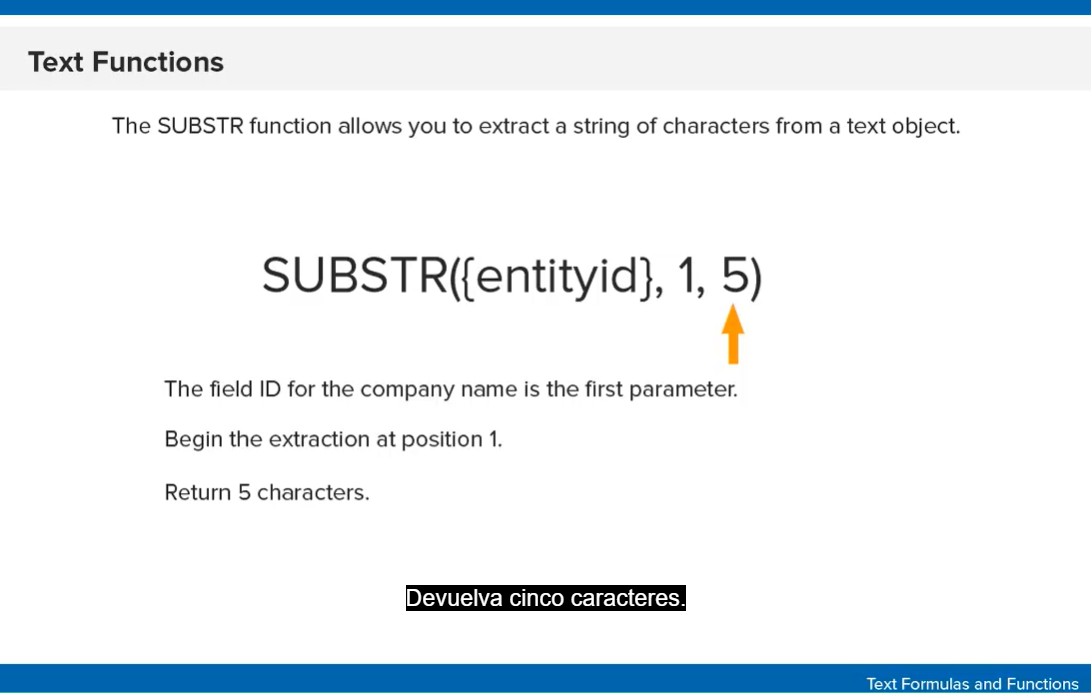 Text Functions
The SUBSTR function allows you to extract a string of characters from a text object.
SUBSTR({entityid}, 1, 5)
The field ID for the company name is the first parameter.
Begin the extraction at position 1.
Return 5 characters.
Devuelva cinco caracteres.
Text Formulas and Functions